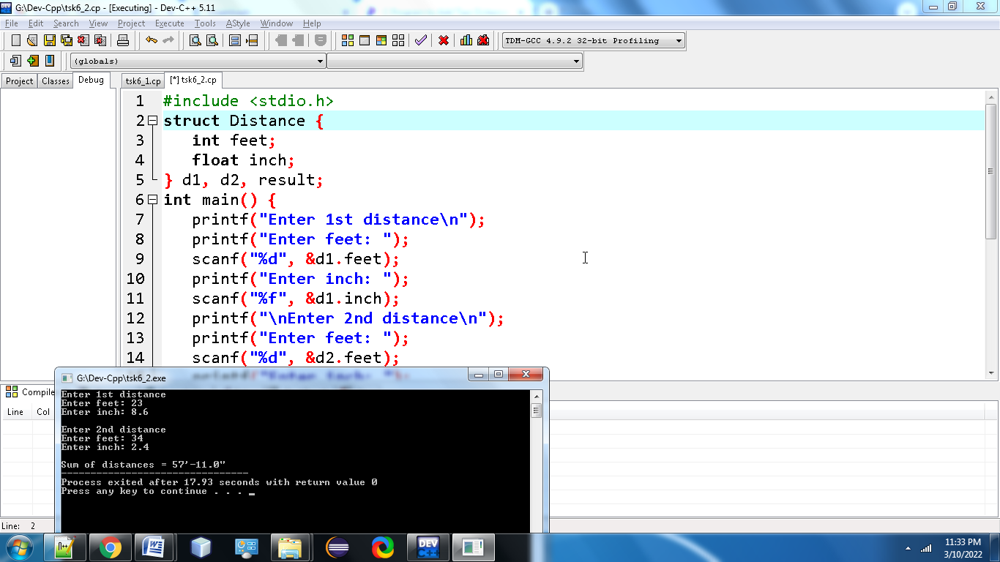 G:\Dev-Cpp\tsk6_2.cp - [Executing] - Dev-C++ 5.11
File Edit Search View Project Execute Tools AStyle Window Help
TDM-GCC 4.9.2 32-bit Profiling
(globals)
Project Classes Debug
tsk6_1.cp [*] tsk6_2.cp
1 #include <stdio.h>
2 struct Distance {
3 int feet;
4 float inch;
5 } d1, d2, result;
6 int main() {
7 printf("Enter 1st distance\n");
8 printf("Enter feet: ");
9 scanf("%d", &d1.feet);
10 printf("Enter inch: ");
11 scanf("%f", &d1.inch);
12 printf("\nEnter 2nd distance\n");
13 printf("Enter feet: ");
14 scanf("%d", &d2.feet);
G:\Dev-Cpp\tsk6_2.exe
Compile
Line Col
Enter 1st distance
Enter feet: 23
Enter inch: 8.6
Enter 2nd distance
Enter feet: 34
Enter inch: 2.4
Sum of distances = 57'-11.0"
--------------------------------
Process exited after 17.93 seconds with return value 0
Press any key to continue . . .
Line: 2
N++
W
DEV
C++
11:33 PM
3/10/2022